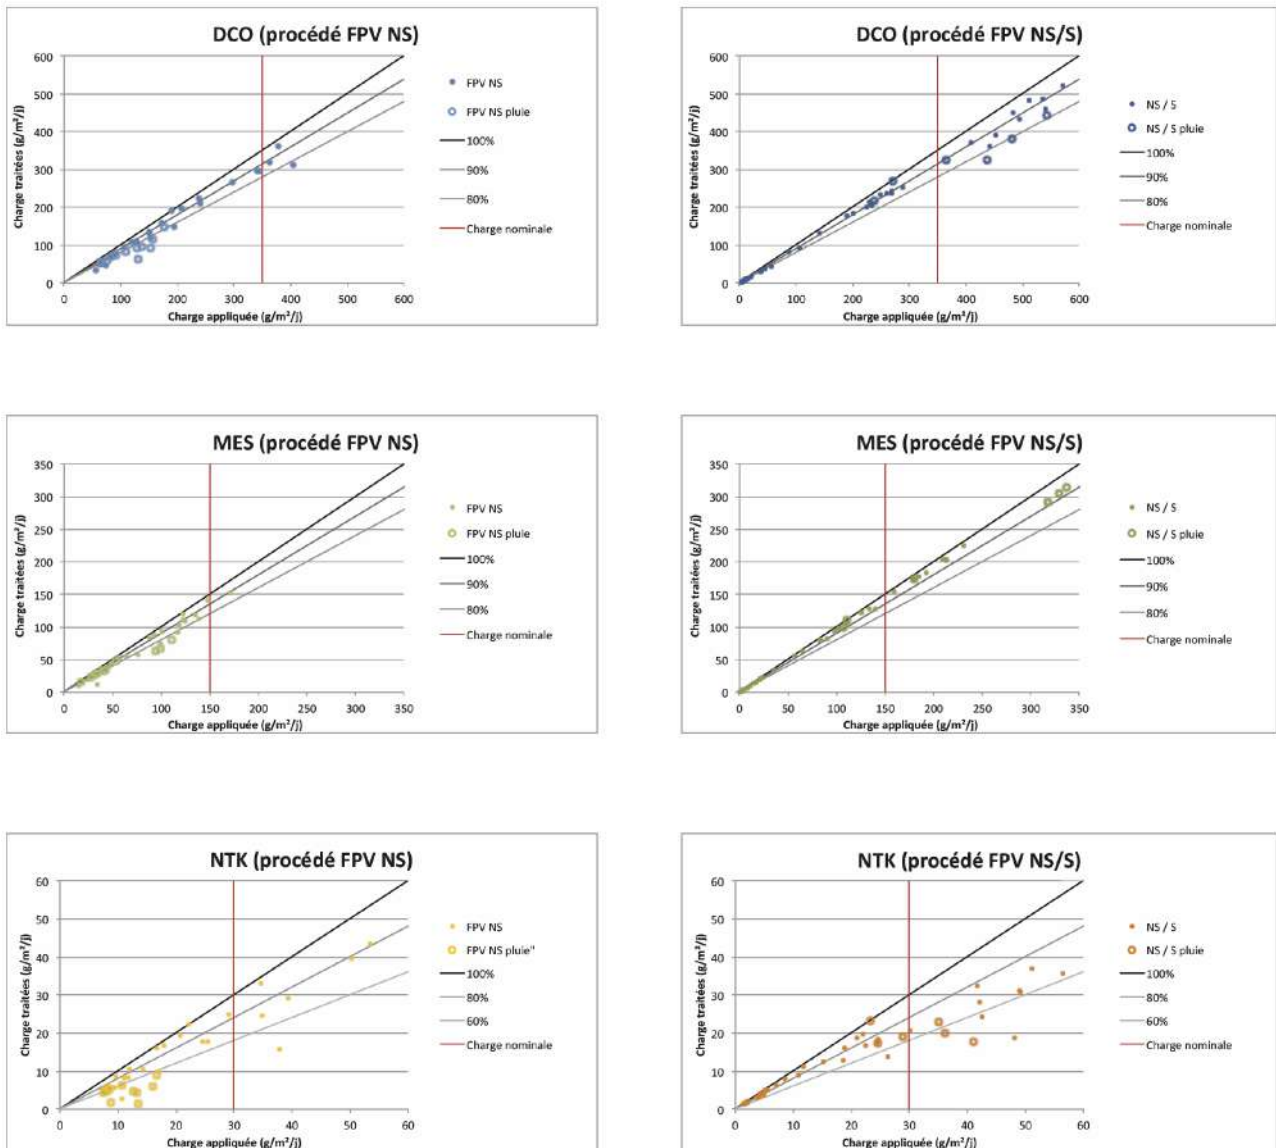 DCO (procédé FPV NS)
Charge traitées (g/m²/j)
600
500
400
300
200
100
0
0 100 200 300 400 500 600
Charge appliquée (g/m²/j)
FPV NS
FPV NS pluie
100%
90%
80%
Charge nominale
DCO (procédé FPV NS/S)
Charge traitées (g/m²/j)
600
500
400
300
200
100
0
0 100 200 300 400 500 600
Charge appliquée (g/m²/j)
NS / S
NS / S pluie
100%
90%
80%
Charge nominale
MES (procédé FPV NS)
Charge traitées (g/m²/j)
350
300
250
200
150
100
50
0
0 50 100 150 200 250 300 350
Charge appliquée (g/m²/j)
FPV NS
FPV NS pluie
100%
90%
80%
Charge nominale
MES (procédé FPV NS/S)
Charge traitées (g/m²/j)
350
300
250
200
150
100
50
0
0 50 100 150 200 250 300 350
Charge appliquée (g/m²/j)
NS / S
NS / S pluie
100%
90%
80%
Charge nominale
NTK (procédé FPV NS)
Charge traitées (g/m²/j)
60
50
40
30
20
10
0
0 10 20 30 40 50 60
Charge appliquée (g/m²/j)
FPV NS
FPV NS pluie"
100%
80%
60%
Charge nominale
NTK (procédé FPV NS/S)
Charge traitées (g/m²/j)
60
50
40
30
20
10
0
0 10 20 30 40 50 60
Charge appliquée (g/m²/j)
NS / S
NS / S pluie
100%
80%
60%
Charge nominale